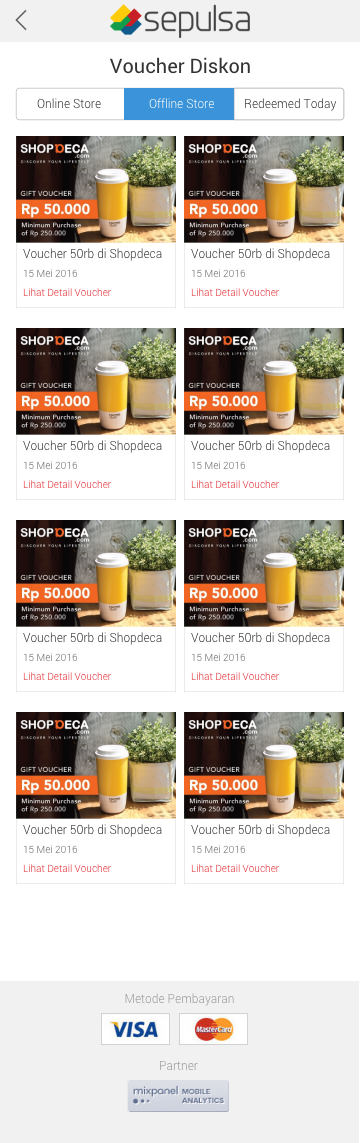 sepulsa
Voucher Diskon
Online Store
Offline Store
Redeemed Today
SHOPDECA
.com
DISCOVER YOUR LIFESTYLE
GIFT VOUCHER
Rp 50.000
Minimum Purchase
of Rp 250.000
Voucher 50rb di Shopdeca
15 Mei 2016
Lihat Detail Voucher
SHOPDECA
.com
DISCOVER YOUR LIFESTYLE
GIFT VOUCHER
Rp 50.000
Minimum Purchase
of Rp 250.000
Voucher 50rb di Shopdeca
15 Mei 2016
Lihat Detail Voucher
SHOPDECA
.com
DISCOVER YOUR LIFESTYLE
GIFT VOUCHER
Rp 50.000
Minimum Purchase
of Rp 250.000
Voucher 50rb di Shopdeca
15 Mei 2016
Lihat Detail Voucher
SHOPDECA
.com
DISCOVER YOUR LIFESTYLE
GIFT VOUCHER
Rp 50.000
Minimum Purchase
of Rp 250.000
Voucher 50rb di Shopdeca
15 Mei 2016
Lihat Detail Voucher
SHOPDECA
.com
DISCOVER YOUR LIFESTYLE
GIFT VOUCHER
Rp 50.000
Minimum Purchase
of Rp 250.000
Voucher 50rb di Shopdeca
15 Mei 2016
Lihat Detail Voucher
SHOPDECA
.com
DISCOVER YOUR LIFESTYLE
GIFT VOUCHER
Rp 50.000
Minimum Purchase
of Rp 250.000
Voucher 50rb di Shopdeca
15 Mei 2016
Lihat Detail Voucher
SHOPDECA
.com
DISCOVER YOUR LIFESTYLE
GIFT VOUCHER
Rp 50.000
Minimum Purchase
of Rp 250.000
Voucher 50rb di Shopdeca
15 Mei 2016
Lihat Detail Voucher
SHOPDECA
.com
DISCOVER YOUR LIFESTYLE
GIFT VOUCHER
Rp 50.000
Minimum Purchase
of Rp 250.000
Voucher 50rb di Shopdeca
15 Mei 2016
Lihat Detail Voucher
Metode Pembayaran
VISA
MasterCard
Partner
mixpanel MOBILE
ANALYTICS